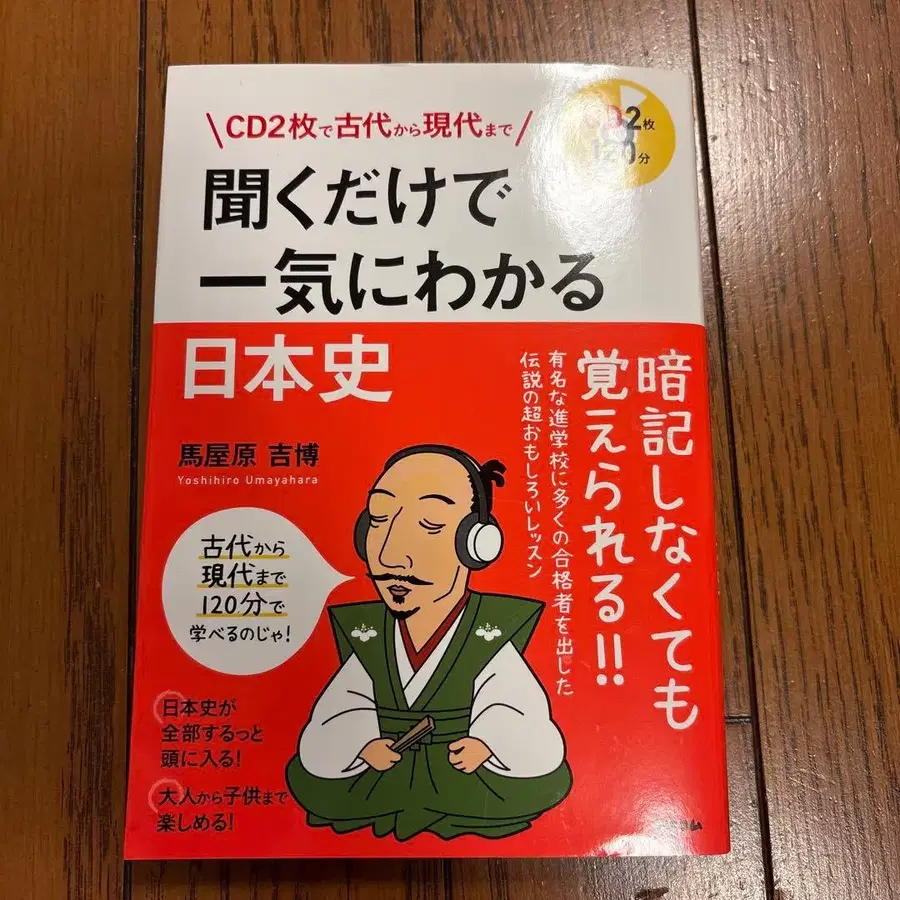 CD2枚で古代から現代まで
CD2枚
120分
聞くだけで
一気にわかる
日本史
馬屋原 吉博
Yoshihiro Umayahara
暗記しなくても
覚えられる!!
有名な進学校に多くの合格者を出した
伝説の超おもしろいレッスン
古代から
現代まで
120分で
学べるのじゃ!
日本史が
全部するっと
頭に入る!
大人から子供まで
楽しめる!